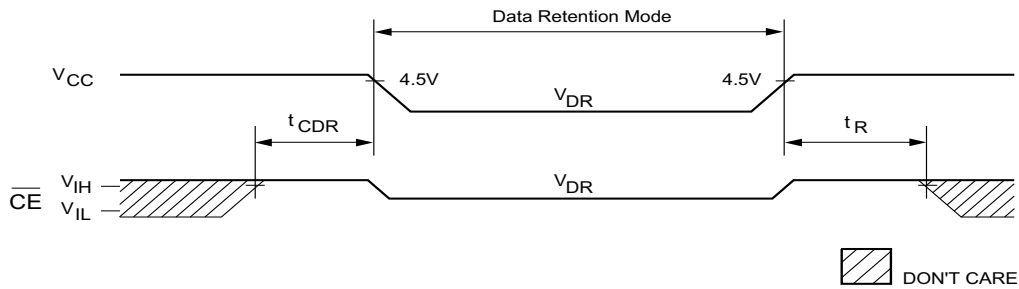 Data Retention Mode
VCC
4.5V
VDR
4.5V
tCDR
tR
CE
VIH
VIL
VDR
DON'T CARE